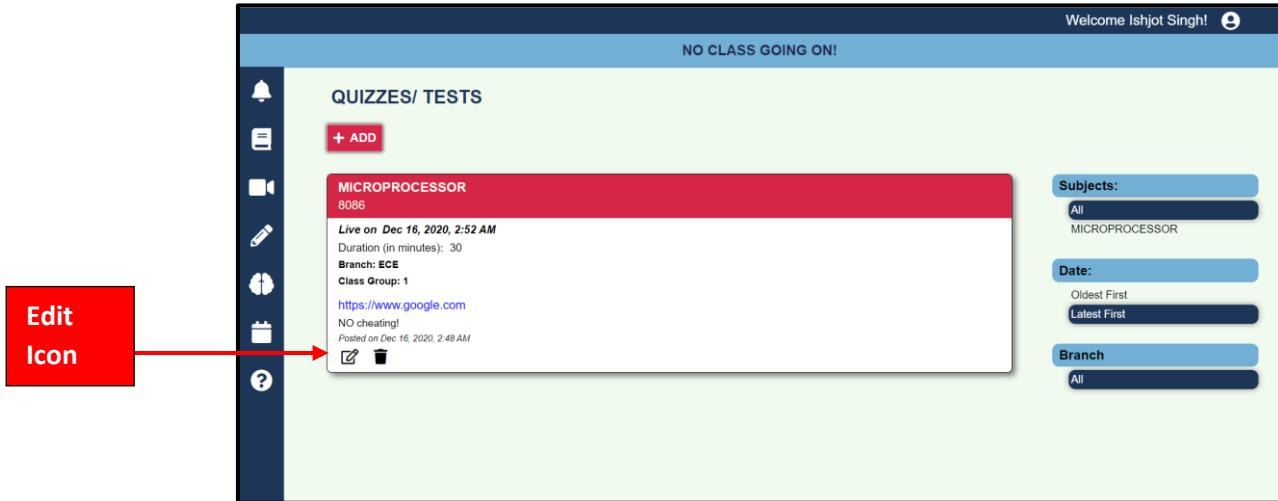 Welcome Ishjot Singh!
NO CLASS GOING ON!
QUIZZES/ TESTS
+ ADD
MICROPROCESSOR
8086
Live on Dec 16, 2020, 2:52 AM
Duration (in minutes): 30
Branch: ECE
Class Group: 1
https://www.google.com
NO cheating!
Posted on Dec 16, 2020, 2:48 AM
Subjects:
All
MICROPROCESSOR
Date:
Oldest First
Latest First
Branch
All
Edit
Icon